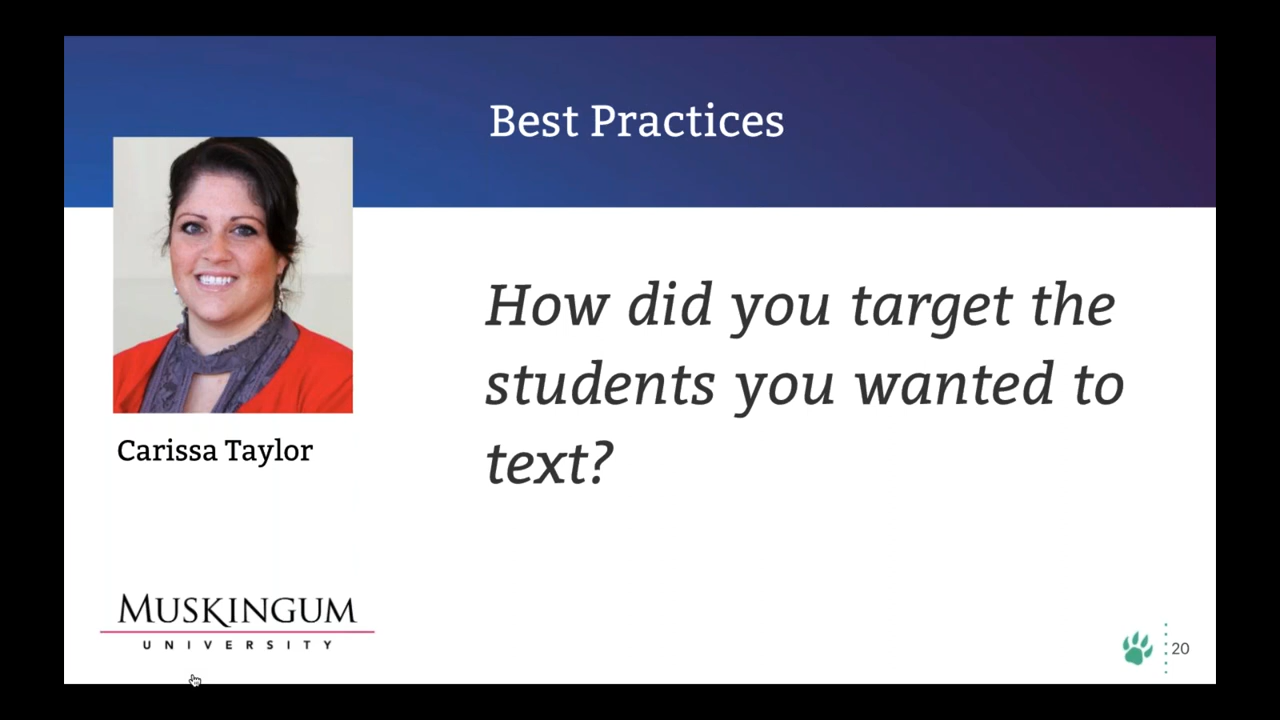 Best Practices
How did you target the
students you wanted to
text?
Carissa Taylor
MUSKINGUM
UNIVERSITY
20